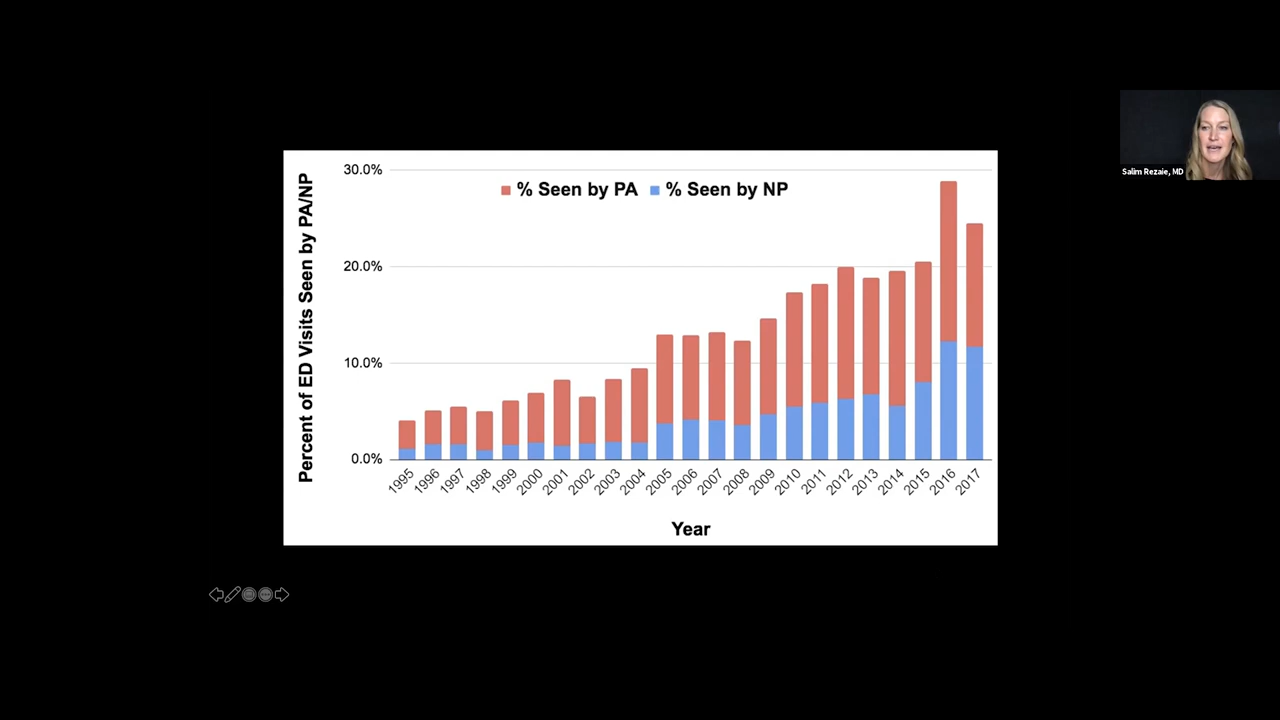 Percent of ED Visits Seen by PA/NP
% Seen by PA % Seen by NP
30.0%
20.0%
10.0%
0.0%
1995 1996 1997 1998 1999 2000 2001 2002 2003 2004 2005 2006 2007 2008 2009 2010 2011 2012 2013 2014 2015 2016 2017
Year
Salim Rezaie, MD